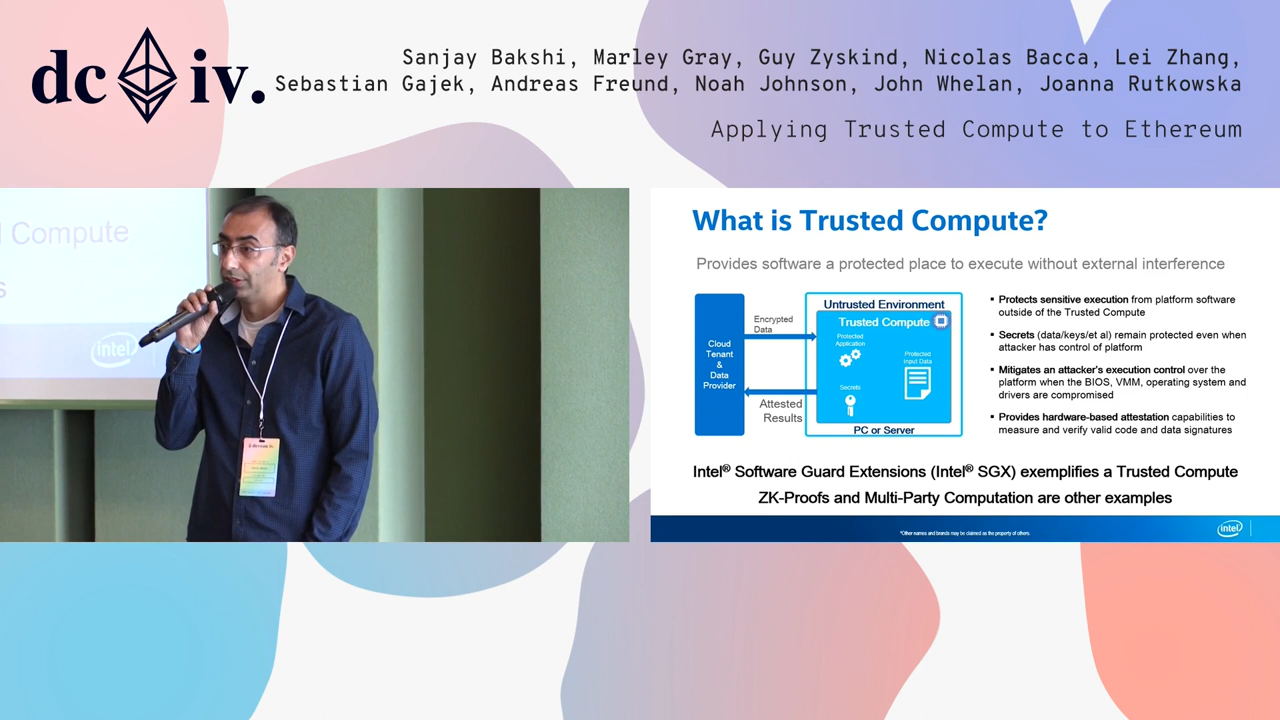 dc iv.
Sanjay Bakshi, Marley Gray, Guy Zyskind, Nicolas Bacca, Lei Zhang,
Sebastian Gajek, Andreas Freund, Noah Johnson, John Whelan, Joanna Rutkowska
Applying Trusted Compute to Ethereum
Compute
s
intel
What is Trusted Compute?
Provides software a protected place to execute without external interference
Cloud
Tenant
&
Data
Provider
Encrypted
Data
Attested
Results
Untrusted Environment
Trusted Compute
Protected
Application
Protected
Input Data
Secrets
PC or Server
▪ Protects sensitive execution from platform software
outside of the Trusted Compute
▪ Secrets (data/keys/et al) remain protected even when
attacker has control of platform
▪ Mitigates an attacker's execution control over the
platform when the BIOS, VMM, operating system and
drivers are compromised
▪ Provides hardware-based attestation capabilities to
measure and verify valid code and data signatures
Intel® Software Guard Extensions (Intel® SGX) exemplifies a Trusted Compute
ZK-Proofs and Multi-Party Computation are other examples
*Other names and brands may be claimed as the property of others.
intel